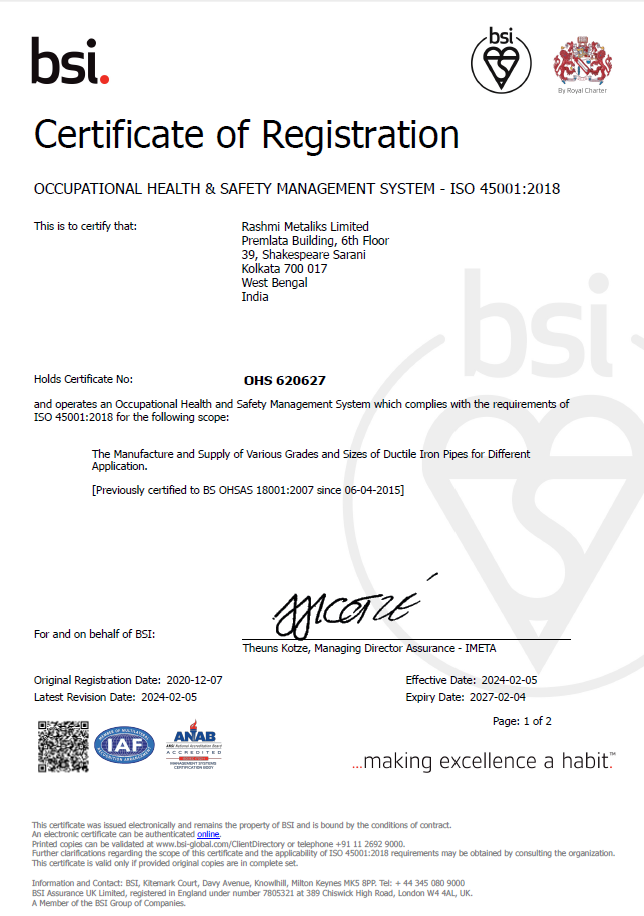 bsi.
bsi
By Royal Charter
Certificate of Registration
OCCUPATIONAL HEALTH & SAFETY MANAGEMENT SYSTEM - ISO 45001:2018
This is to certify that:
Rashmi Metaliks Limited
Premlata Building, 6th Floor
39, Shakespeare Sarani
Kolkata 700 017
West Bengal
India
bsi
Holds Certificate No:
OHS 620627
and operates an Occupational Health and Safety Management System which complies with the requirements of
ISO 45001:2018 for the following scope:
The Manufacture and Supply of Various Grades and Sizes of Ductile Iron Pipes for Different
Application.
[Previously certified to BS OHSAS 18001:2007 since 06-04-2015]
For and on behalf of BSI:
Theuns Kotze, Managing Director Assurance - IMETA
Original Registration Date: 2020-12-07
Effective Date: 2024-02-05
Latest Revision Date: 2024-02-05
Expiry Date: 2027-02-04
Page: 1 of 2
MEMBER OF MULTILATERAL
IAF
RECOGNITION ARRANGEMENT
ANAB
ANSI National Accreditation Board
ACCREDITED
MANAGEMENT SYSTEMS
CERTIFICATION BODY
...making excellence a habit.™
This certificate was issued electronically and remains the property of BSI and is bound by the conditions of contract.
An electronic certificate can be authenticated online.
Printed copies can be validated at www.bsi-global.com/ClientDirectory or telephone +91 11 2692 9000.
Further clarifications regarding the scope of this certificate and the applicability of ISO 45001:2018 requirements may be obtained by consulting the organization.
This certificate is valid only if provided original copies are in complete set.
Information and Contact: BSI, Kitemark Court, Davy Avenue, Knowlhill, Milton Keynes MK5 8PP. Tel: + 44 345 080 9000
BSI Assurance UK Limited, registered in England under number 7805321 at 389 Chiswick High Road, London W4 4AL, UK.
A Member of the BSI Group of Companies.